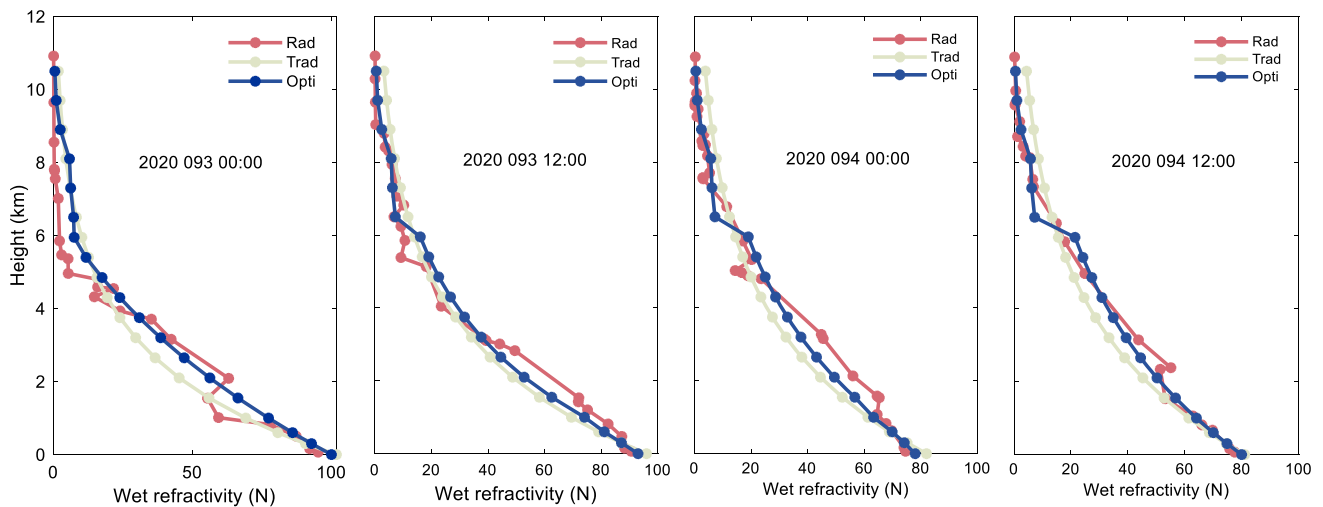 12
10
8
6
4
2
0
Height (km)
Rad
Trad
Opti
2020 093 00:00
0 50 100
Wet refractivity (N)
Rad
Trad
Opti
2020 093 12:00
0 20 40 60 80 100
Wet refractivity (N)
Rad
Trad
Opti
2020 094 00:00
0 20 40 60 80 100
Wet refractivity (N)
Rad
Trad
Opti
2020 094 12:00
0 20 40 60 80 100
Wet refractivity (N)